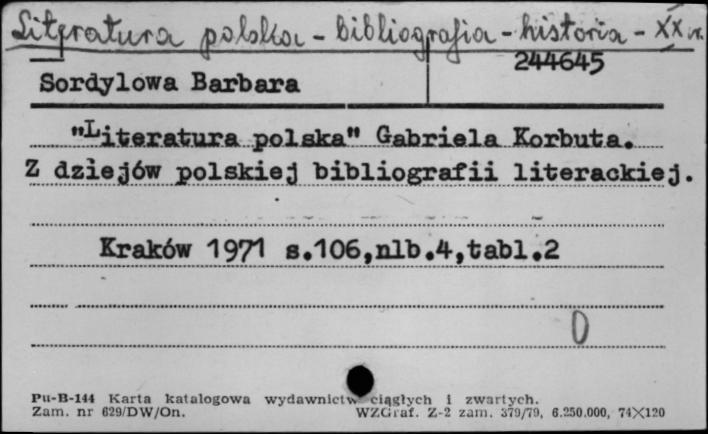 Literatura polska - bibliografia - historia - XX w.
244645
Sordylowa Barbara
"Literatura polska" Gabriela Korbuta.
Z dziejów polskiej bibliografii literackiej.
Kraków 1971 s.106,nlb.4,tabl.2
0
Pu-B-144 Karta katalogowa wydawnictw ciągłych i zwartych.
Zam. nr 629/DW/On. WZGraf. Z-2 zam. 379/79, 6.250.000, 74×120